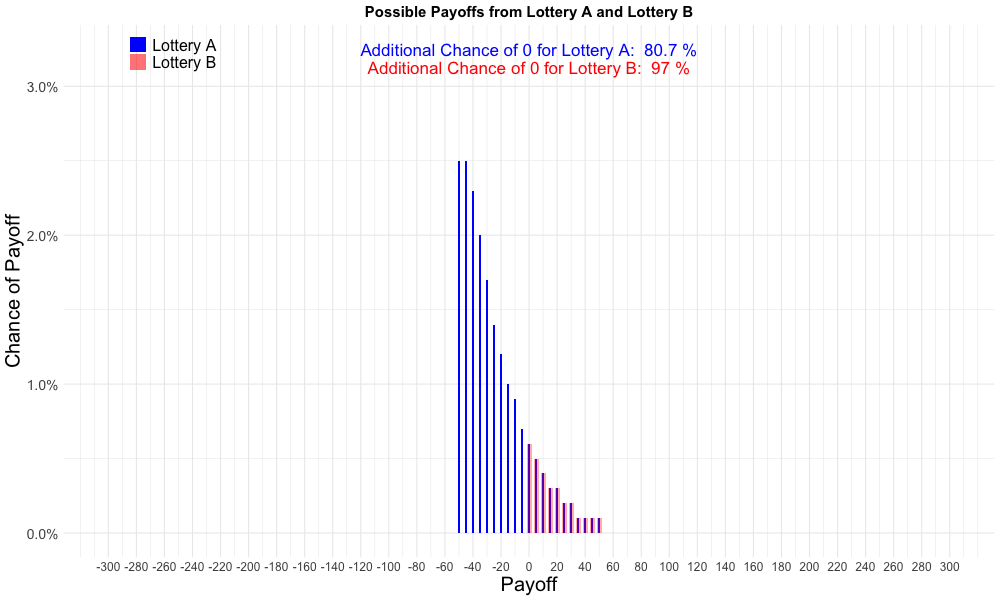 Possible Payoffs from Lottery A and Lottery B
Lottery A
Lottery B
Additional Chance of 0 for Lottery A:  80.7 %
Additional Chance of 0 for Lottery B:  97 %
Chance of Payoff
3.0%
2.0%
1.0%
0.0%
-300 -280 -260 -240 -220 -200 -180 -160 -140 -120 -100 -80 -60 -40 -20 0 20 40 60 80 100 120 140 160 180 200 220 240 260 280 300
Payoff